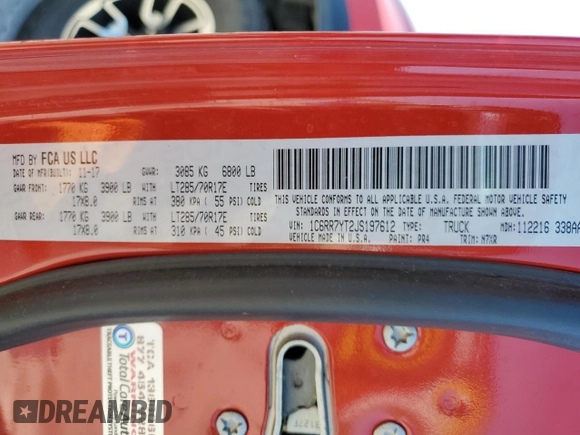 MFD BY FCA US LLC
DATE OF MFR(BUILT): 11-17 GVWR: 3085 KG 6800 LB
GAWR FRONT: 1770 KG 3900 LB WITH LT285/70R17E TIRES
17X8.0 RIMS AT 380 KPA ( 55 PSI) COLD
GAWR REAR: 1770 KG 3900 LB WITH LT285/70R17E TIRES
17X8.0 RIMS AT 310 KPA ( 45 PSI) COLD
THIS VEHICLE CONFORMS TO ALL APPLICABLE U.S.A. FEDERAL MOTOR VEHICLE SAFETY
STANDARDS IN EFFECT ON THE DATE OF MANUFACTURE SHOWN ABOVE.
VIN: 1C6RR7YT2JS197612 TYPE: TRUCK MDH: 112216 338AA
VEHICLE MADE IN U.S.A. PAINT: PR4 TRIM: N7XR
T
Total
DREAMBID